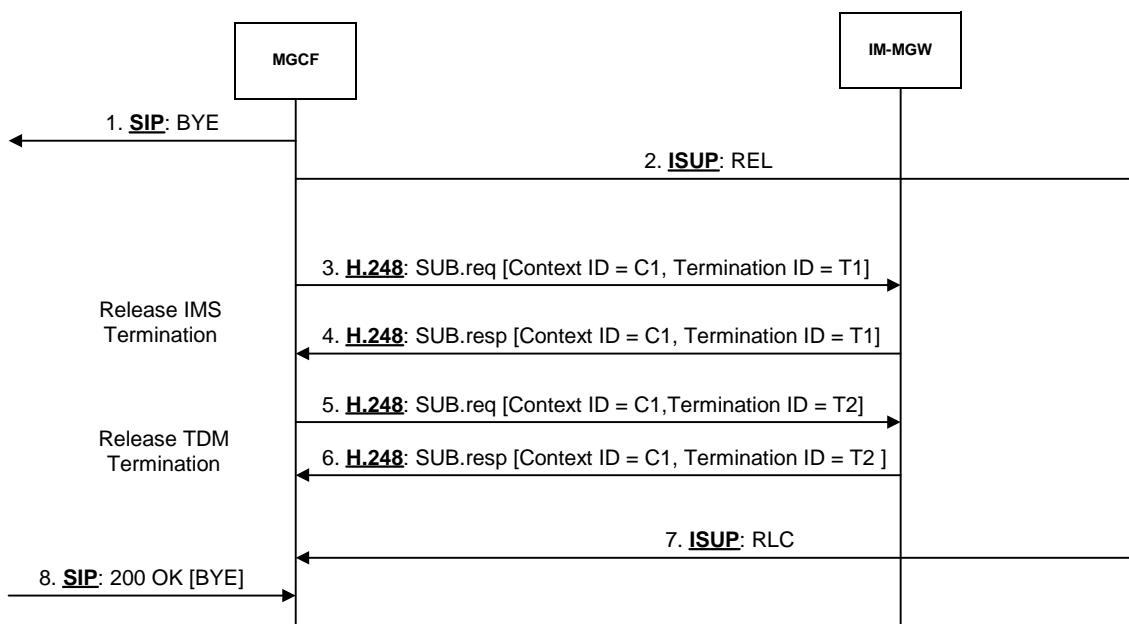 MGCF
IM-MGW
1. SIP: BYE
2. ISUP: REL
3. H.248: SUB.req [Context ID = C1, Termination ID = T1]
Release IMS
Termination
4. H.248: SUB.resp [Context ID = C1, Termination ID = T1]
5. H.248: SUB.req [Context ID = C1,Termination ID = T2]
Release TDM
Termination
6. H.248: SUB.resp [Context ID = C1, Termination ID = T2 ]
7. ISUP: RLC
8. SIP: 200 OK [BYE]